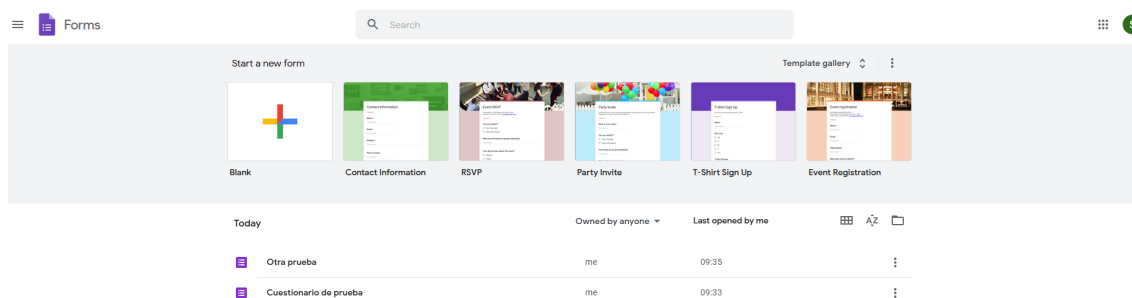 Forms
Search
Start a new form
Template gallery
Blank
Contact Information
RSVP
Party Invite
T-Shirt Sign Up
Event Registration
Today
Owned by anyone
Last opened by me
AZ
Otra prueba
me
09:35
Cuestionario de prueba
me
09:33